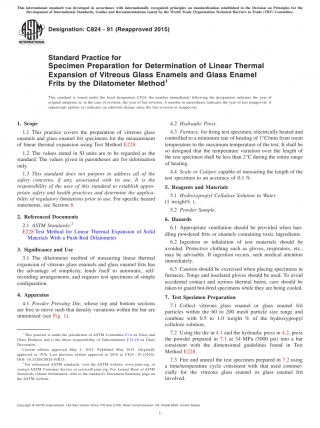 This international standard was developed in accordance with internationally recognized principles on standardization established in the Decision on Principles for the
Development of International Standards, Guides and Recommendations issued by the World Trade Organization Technical Barriers to Trade (TBT) Committee.
Designation: C824 − 91 (Reapproved 2015)
Standard Practice for
Specimen Preparation for Determination of Linear Thermal
Expansion of Vitreous Glass Enamels and Glass Enamel
Frits by the Dilatometer Method¹
This standard is issued under the fixed designation C824; the number immediately following the designation indicates the year of
original adoption or, in the case of revision, the year of last revision. A number in parentheses indicates the year of last reapproval. A
superscript epsilon (ε) indicates an editorial change since the last revision or reapproval.
1. Scope
1.1 This practice covers the preparation of vitreous glass
enamels and glass enamel frit specimens for the measurement
of linear thermal expansion using Test Method E228.
1.2 The values stated in SI units are to be regarded as the
standard. The values given in parentheses are for information
only.
1.3 This standard does not purport to address all of the
safety concerns, if any, associated with its use. It is the
responsibility of the user of this standard to establish appro-
priate safety and health practices and determine the applica-
bility of regulatory limitations prior to use. For specific hazard
statements, see Section 6.
2. Referenced Documents
2.1 ASTM Standards:²
E228 Test Method for Linear Thermal Expansion of Solid
Materials With a Push-Rod Dilatometer
3. Significance and Use
3.1 The dilatometer method of measuring linear thermal
expansion of vitreous glass enamels and glass enamel frits has
the advantage of simplicity, lends itself to automatic, self-
recording arrangements, and requires test specimens of simple
configuration.
4. Apparatus
4.1 Powder Pressing Die, whose top and bottom sections
are free to move such that density variations within the bar are
minimized (see Fig. 1).
¹ This practice is under the jurisdiction of ASTM Committee C14 on Glass and
Glass Products and is the direct responsibility of Subcommittee C14.10 on Glass
Decoration.
Current edition approved May 1, 2015. Published May 2015. Originally
approved in 1976. Last previous edition approved in 2010 as C824 – 91 (2010).
DOI: 10.1520/C0824-91R15.
² For referenced ASTM standards, visit the ASTM website, www.astm.org, or
contact ASTM Customer Service at service@astm.org. For Annual Book of ASTM
Standards volume information, refer to the standard's Document Summary page on
the ASTM website.
4.2 Hydraulic Press.
4.3 Furnace, for firing test specimen, electrically heated and
controlled to a minimum rate of heating of 1°C/min from room
temperature to the maximum temperature of the test. It shall be
so designed that the temperature variation over the length of
the test specimen shall be less than 2°C during the entire range
of heating.
4.4 Scale or Caliper, capable of measuring the length of the
test specimen to an accuracy of 0.1 %.
5. Reagents and Materials
5.1 Hydroxypropyl Cellulose Solution in Water
(1 weight% ).
5.2 Powder Sample.
6. Hazards
6.1 Appropriate ventilation should be provided when han-
dling powdered frits or enamels containing toxic ingredients.
6.2 Ingestion or inhalation of test materials should be
avoided. Protective clothing such as gloves, respirators, etc.,
may be advisable. If ingestion occurs, seek medical attention
immediately.
6.3 Caution should be exercised when placing specimens in
furnaces. Tongs and insulated gloves should be used. To avoid
accidental contact and serious thermal burns, care should be
taken to guard hot-fired specimens while they are being cooled.
7. Test Specimen Preparation
7.1 Collect vitreous glass enamel or glass enamel frit
particles within the 60 to 200 mesh particle size range and
combine with 0.5 to 1.0 weight % of the hydroxypropyl
cellulose solution.
7.2 Using the die in 4.1 and the hydraulic press in 4.2, press
the powder prepared in 7.1 at 34 MPa (5000 psi) into a bar
consistent with the dimensional guidelines found in Test
Method E228.
7.3 Fire and anneal the test specimen prepared in 7.2 using
a time/temperature cycle consistent with that used commer-
cially for the vitreous glass enamel or glass enamel frit
involved.
Copyright © ASTM International, 100 Barr Harbor Drive, PO Box C700, West Conshohocken, PA 19428-2959. United States
1